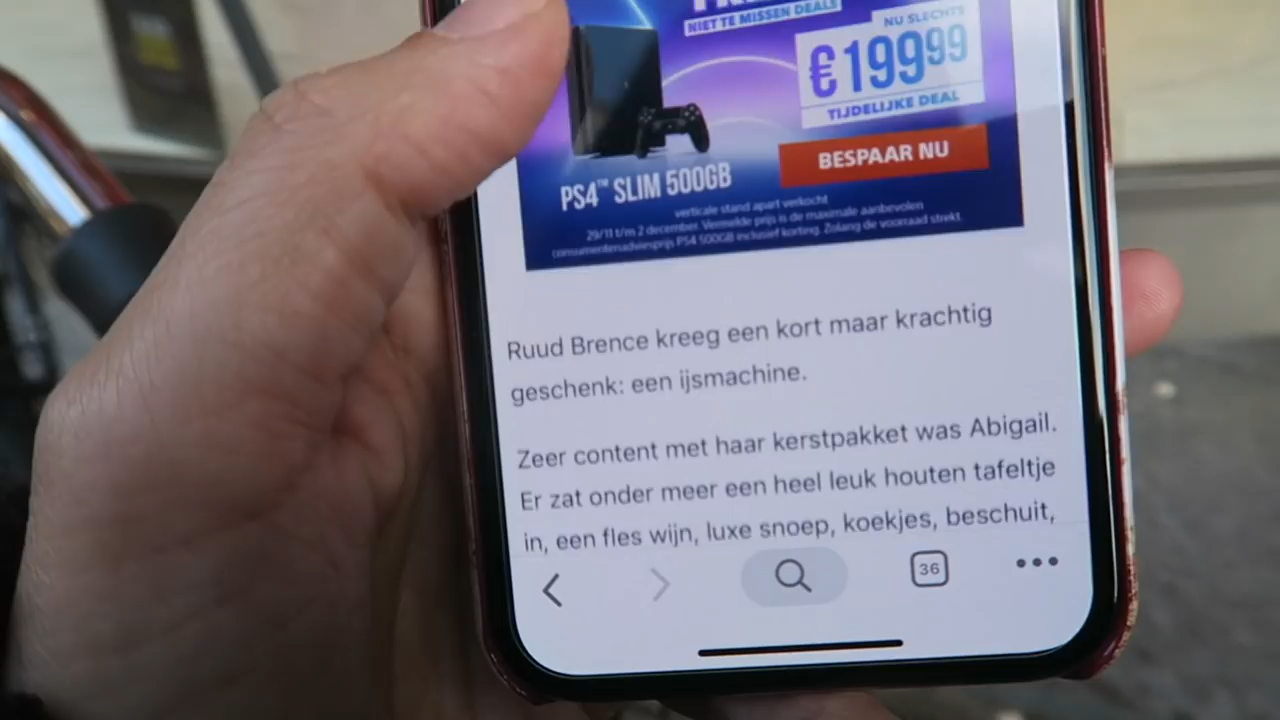 NIET TE MISSEN DEALS
NU SLECHTS
€19999
TIJDELIJKE DEAL
BESPAAR NU
PS4™ SLIM 500GB
verticale stand apart verkocht
29/11 t/m 2 december. Vermelde prijs is de maximale aanbevolen
consumentenadviesprijs PS4 500GB inclusief korting. Zolang de voorraad strekt.
Ruud Brence kreeg een kort maar krachtig
geschenk: een ijsmachine.
Zeer content met haar kerstpakket was Abigail.
Er zat onder meer een heel leuk houten tafeltje
in, een fles wijn, luxe snoep, koekjes, beschuit,
36